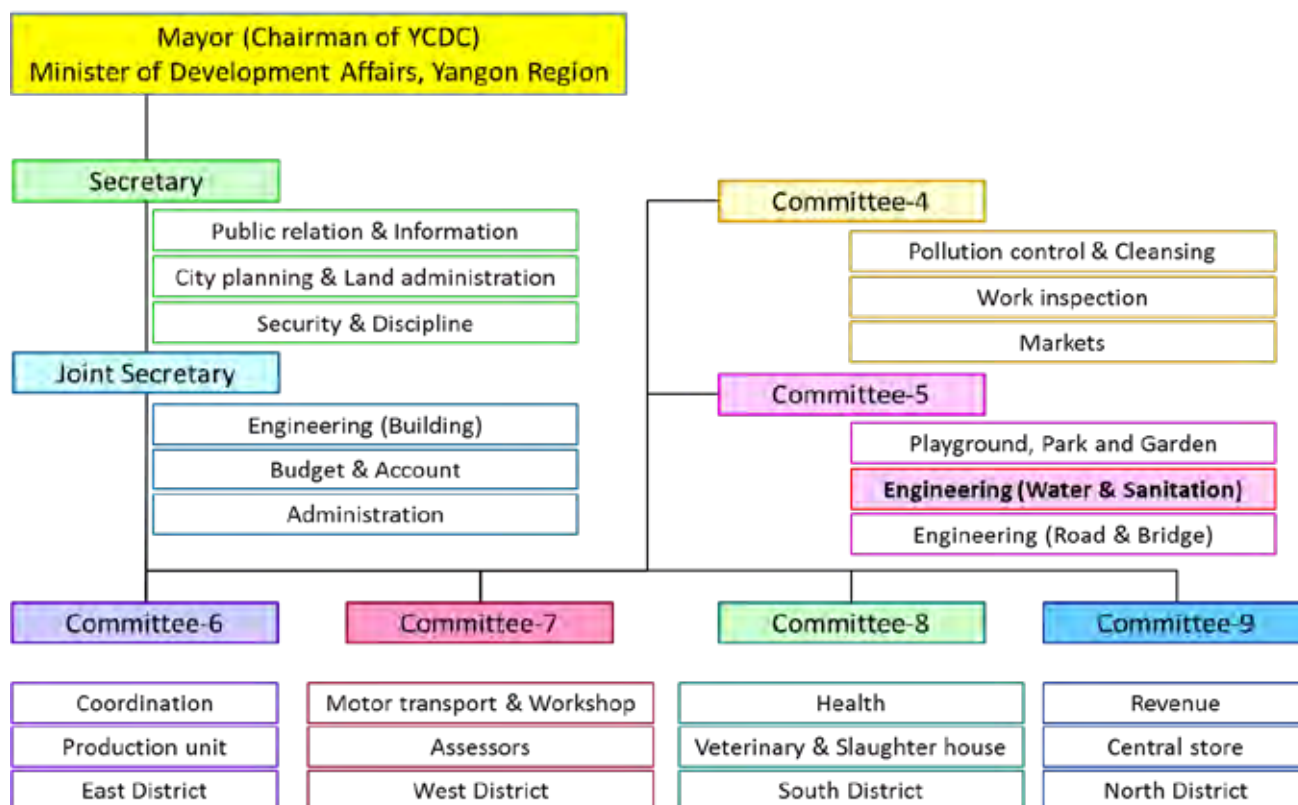 Mayor (Chairman of YCDC)
Minister of Development Affairs, Yangon Region
Secretary
Public relation & Information
City planning & Land administration
Security & Discipline
Joint Secretary
Engineering (Building)
Budget & Account
Administration
Committee-4
Pollution control & Cleansing
Work inspection
Markets
Committee-5
Playground, Park and Garden
Engineering (Water & Sanitation)
Engineering (Road & Bridge)
Committee-6
Coordination
Production unit
East District
Committee-7
Motor transport & Workshop
Assessors
West District
Committee-8
Health
Veterinary & Slaughter house
South District
Committee-9
Revenue
Central store
North District